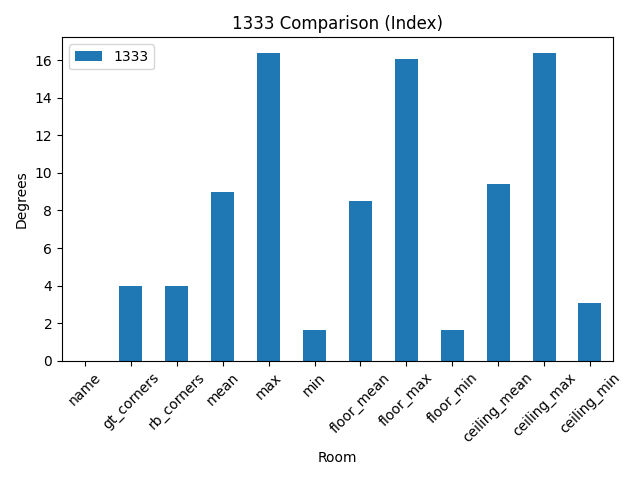 1333 Comparison (Index)
1333
Degrees
16
14
12
10
8
6
4
2
0
name
gt_corners
rb_corners
mean
max
min
floor_mean
floor_max
floor_min
ceiling_mean
ceiling_max
ceiling_min
Room